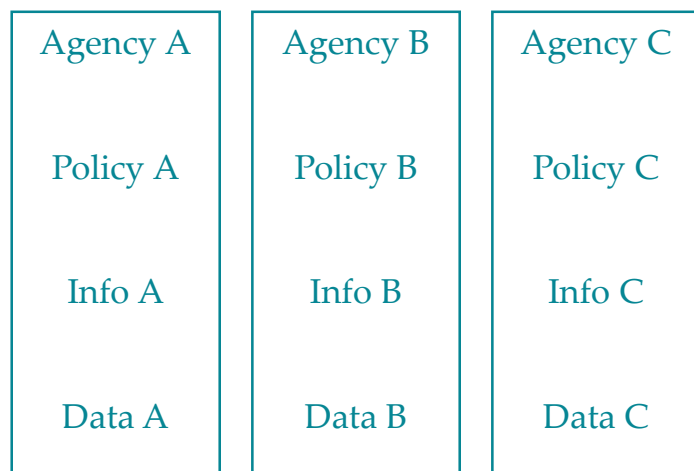 Agency A
Policy A
Info A
Data A
Agency B
Policy B
Info B
Data B
Agency C
Policy C
Info C
Data C